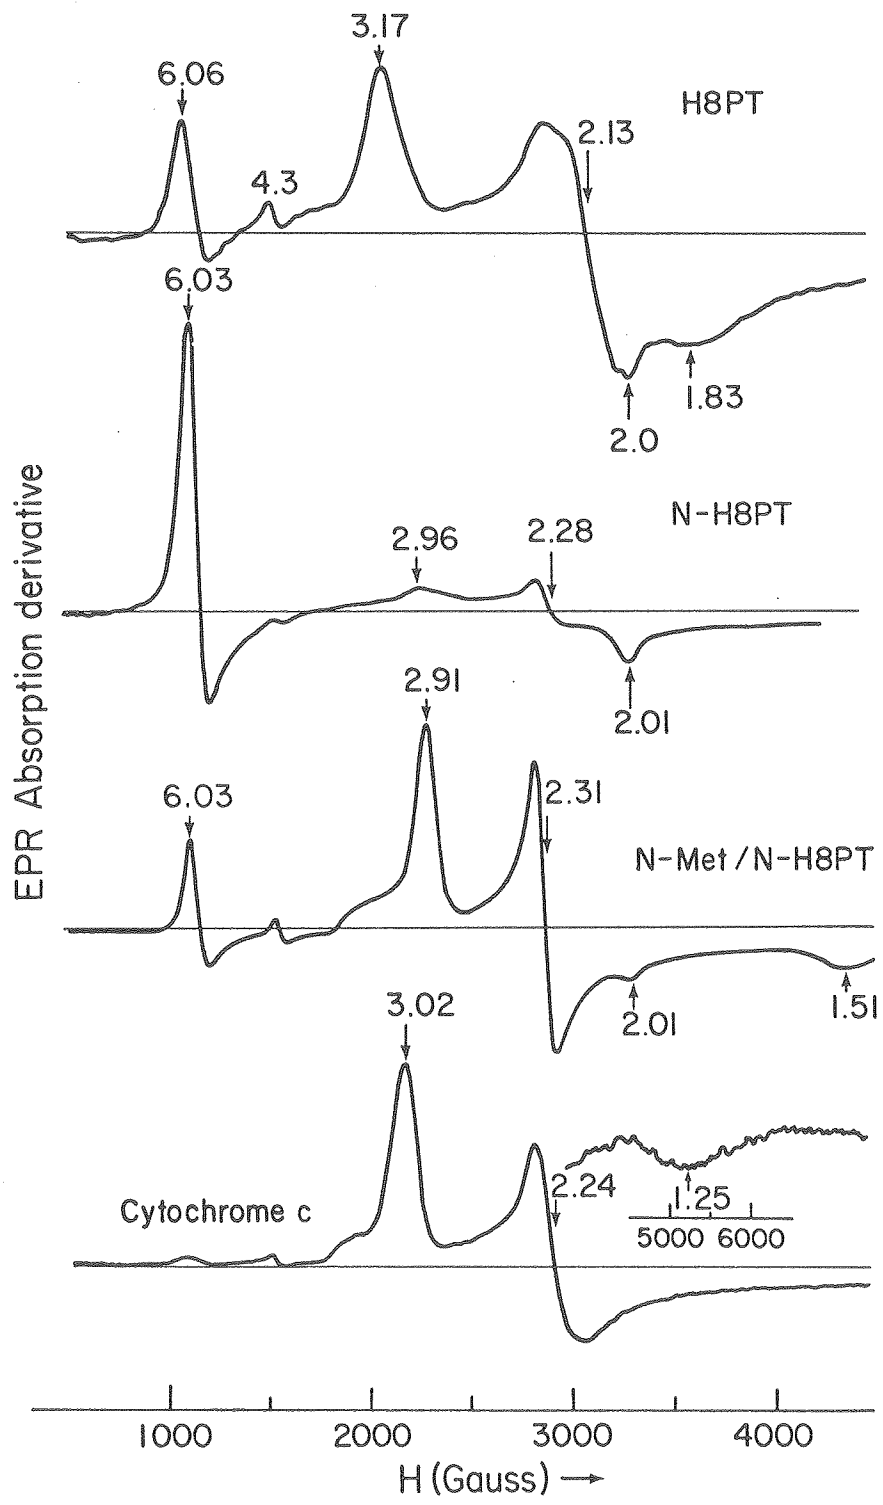 3.17
6.06
H8PT
2.13
4.3
6.03
1.83
2.0
N-H8PT
2.28
2.96
2.91
2.01
6.03
2.31
N-Met/N-H8PT
3.02
2.01
1.51
2.24
1.25
Cytochrome c
5000 6000
EPR Absorption derivative
1000 2000 3000 4000
H (Gauss) →